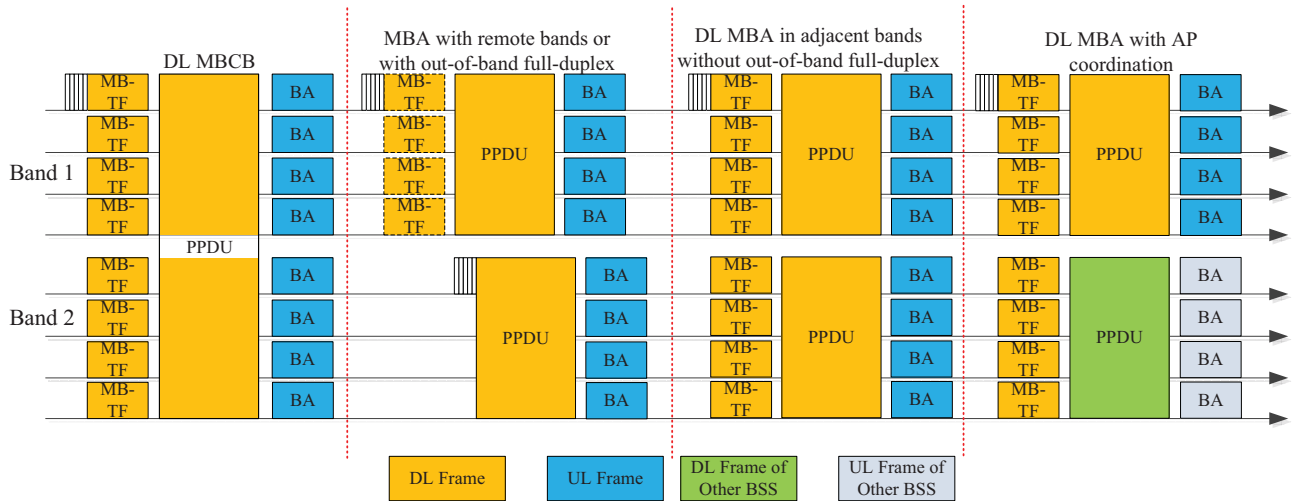 DL MBCB
MBA with remote bands or
with out-of-band full-duplex
DL MBA in adjacent bands
without out-of-band full-duplex
DL MBA with AP
coordination
Band 1
MB-
TF
MB-
TF
MB-
TF
MB-
TF
BA
BA
BA
BA
MB-
TF
MB-
TF
MB-
TF
MB-
TF
PPDU
BA
BA
BA
BA
MB-
TF
MB-
TF
MB-
TF
MB-
TF
PPDU
BA
BA
BA
BA
MB-
TF
MB-
TF
MB-
TF
MB-
TF
PPDU
BA
BA
BA
BA
PPDU
Band 2
MB-
TF
MB-
TF
MB-
TF
MB-
TF
BA
BA
BA
BA
PPDU
BA
BA
BA
BA
MB-
TF
MB-
TF
MB-
TF
MB-
TF
PPDU
BA
BA
BA
BA
MB-
TF
MB-
TF
MB-
TF
MB-
TF
PPDU
BA
BA
BA
BA
DL Frame
UL Frame
DL Frame of
Other BSS
UL Frame of
Other BSS